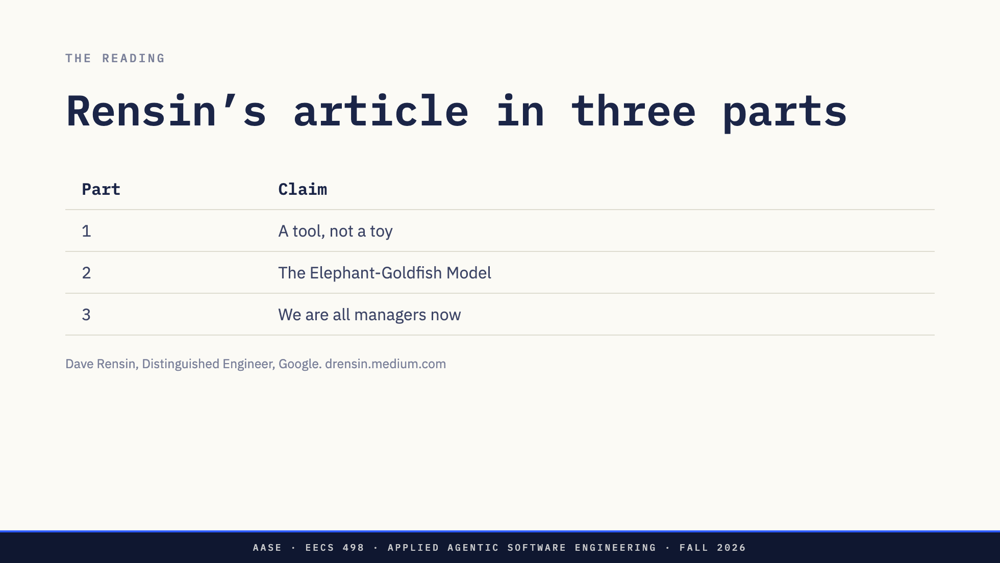 THE READING
Rensin’s article in three parts
Part Claim
1 A tool, not a toy
2 The Elephant-Goldfish Model
3 We are all managers now
Dave Rensin, Distinguished Engineer, Google. drensin.medium.com
AASE · EECS 498 · APPLIED AGENTIC SOFTWARE ENGINEERING · FALL 2026